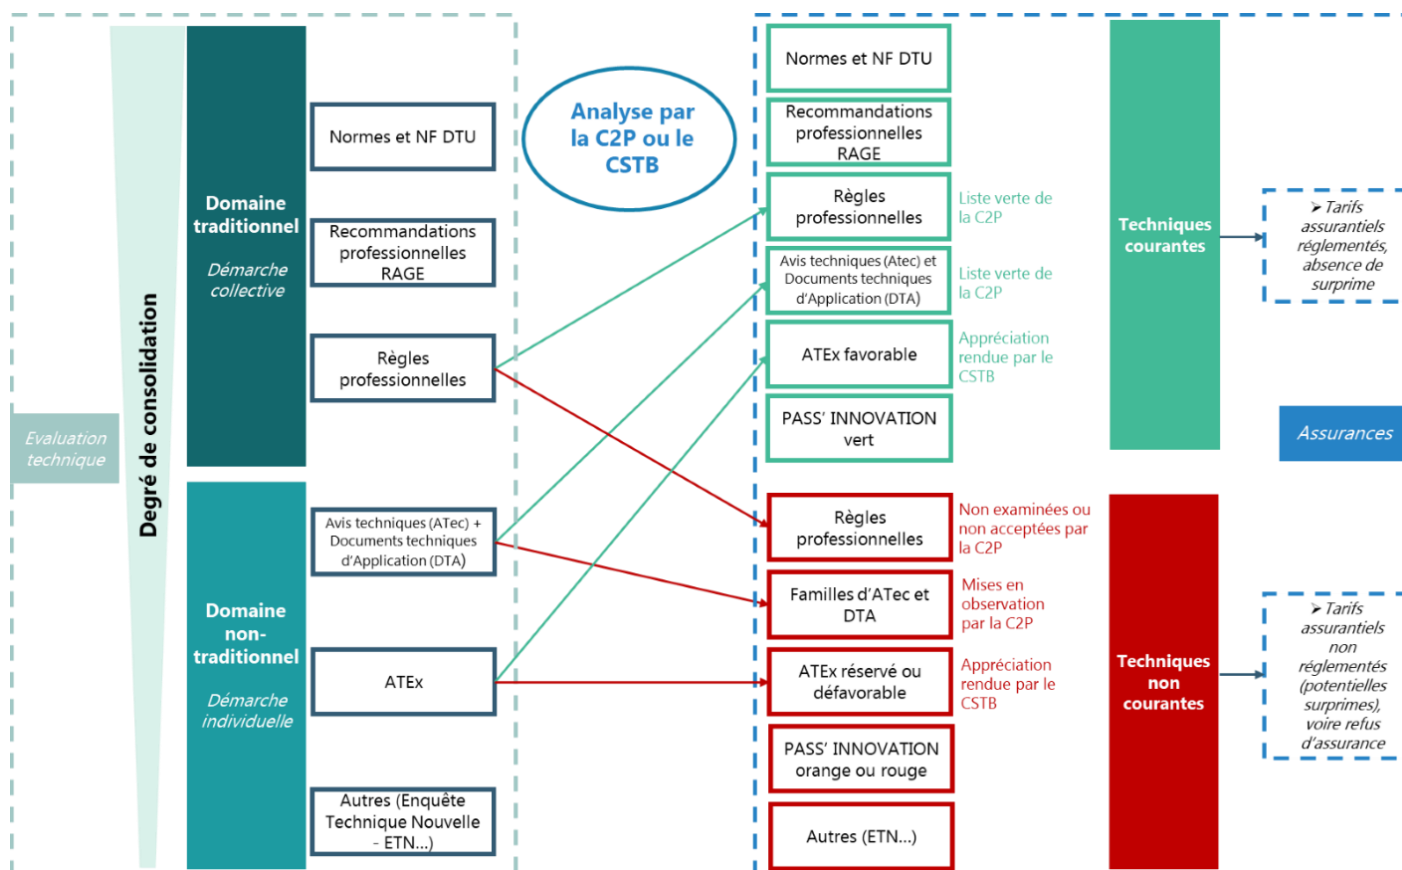 Evaluation
technique
Degré de consolidation
Domaine
traditionnel
Démarche
collective
Domaine
non-
traditionnel
Démarche
individuelle
Normes et NF DTU
Recommandations
professionnelles
RAGE
Règles
professionnelles
Avis techniques (ATec) +
Documents techniques
d'Application (DTA)
ATEx
Autres (Enquête
Technique Nouvelle
- ETN...)
Analyse par
la C2P ou le
CSTB
Normes et NF DTU
Recommandations
professionnelles
RAGE
Règles
professionnelles
Liste verte de
la C2P
Avis techniques (Atec) et
Documents techniques
d'Application (DTA)
Liste verte de
la C2P
ATEx favorable
Appréciation
rendue par le
CSTB
PASS' INNOVATION
vert
Règles
professionnelles
Non examinées ou
non acceptées par
la C2P
Familles d'ATec et
DTA
Mises en
observation
par la C2P
ATEx réservé ou
défavorable
Appréciation
rendue par le
CSTB
PASS' INNOVATION
orange ou rouge
Autres (ETN...)
Techniques
courantes
Techniques
non
courantes
➤ Tarifs
assurantiels
réglementés,
absence de
surprime
Assurances
➤ Tarifs
assurantiels
non
réglementés
(potentielles
surprimes),
voire refus
d'assurance